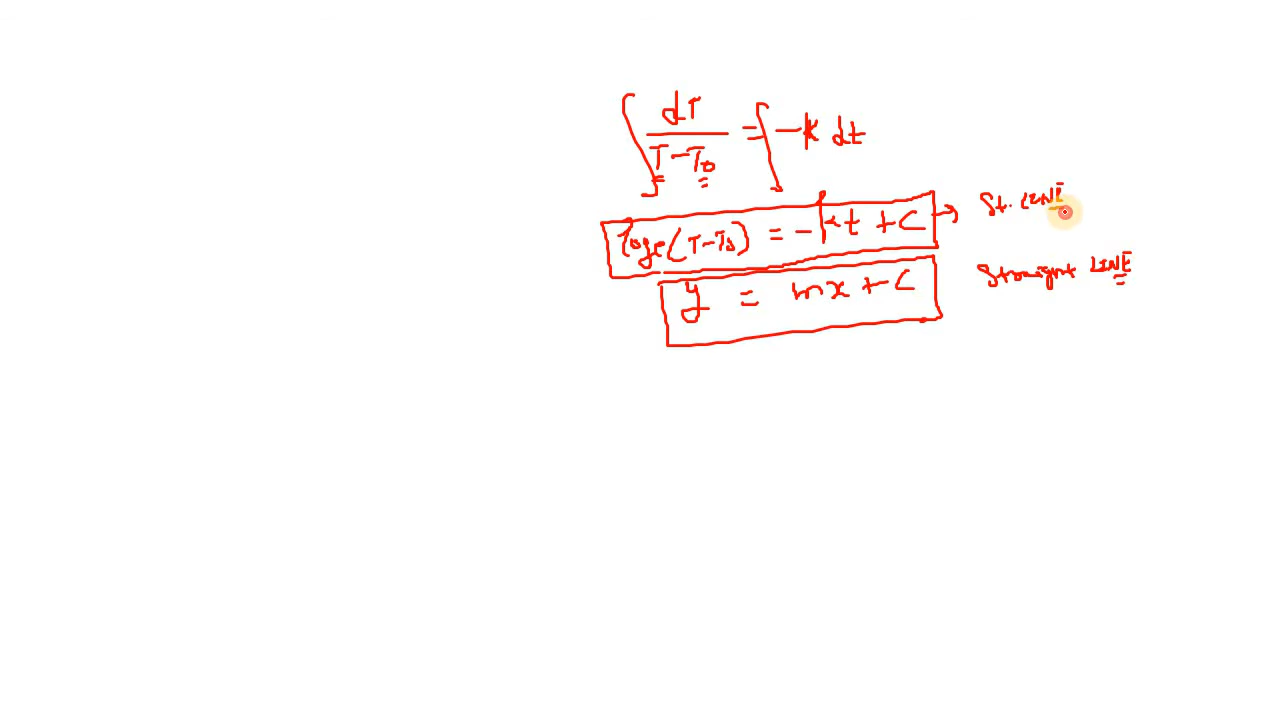 ∫ dT / (T - T₀) = ∫ -k dt
logₑ(T-T₀) = -kt + C → St. LINE
y = mx + C Straight LINE